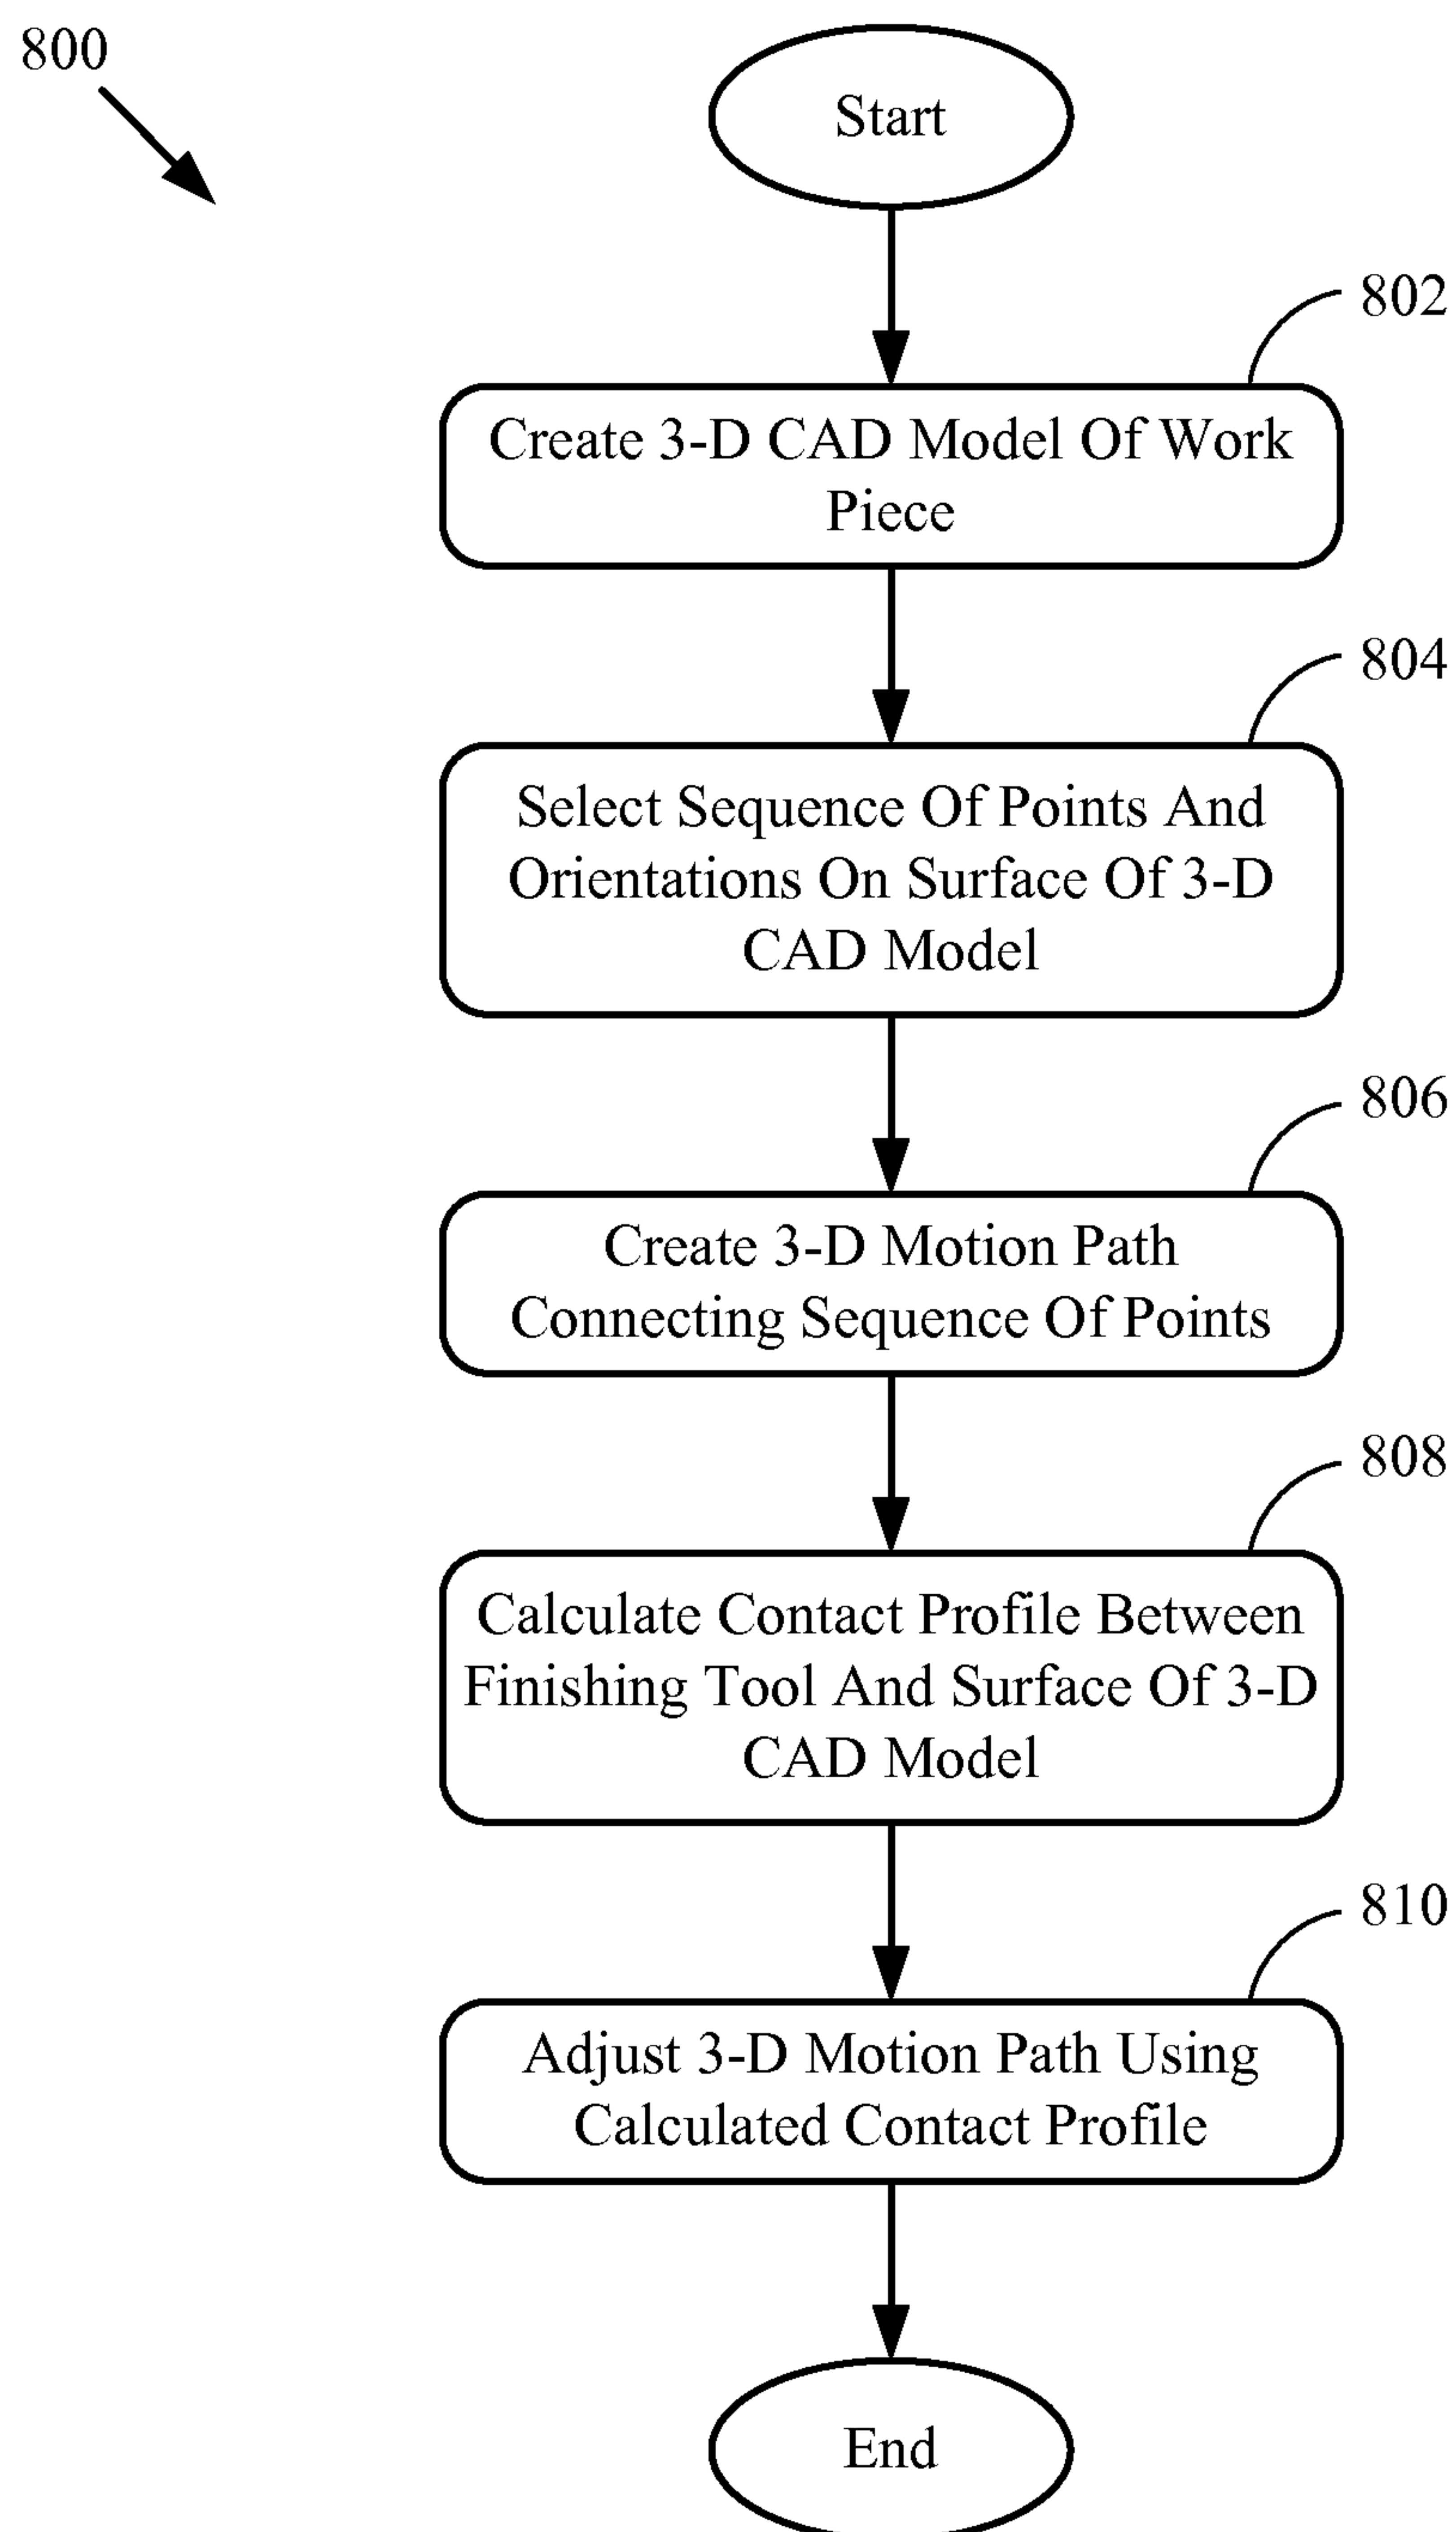 800
Start
802
Create 3-D CAD Model Of Work
Piece
804
Select Sequence Of Points And
Orientations On Surface Of 3-D
CAD Model
806
Create 3-D Motion Path
Connecting Sequence Of Points
808
Calculate Contact Profile Between
Finishing Tool And Surface Of 3-D
CAD Model
810
Adjust 3-D Motion Path Using
Calculated Contact Profile
End